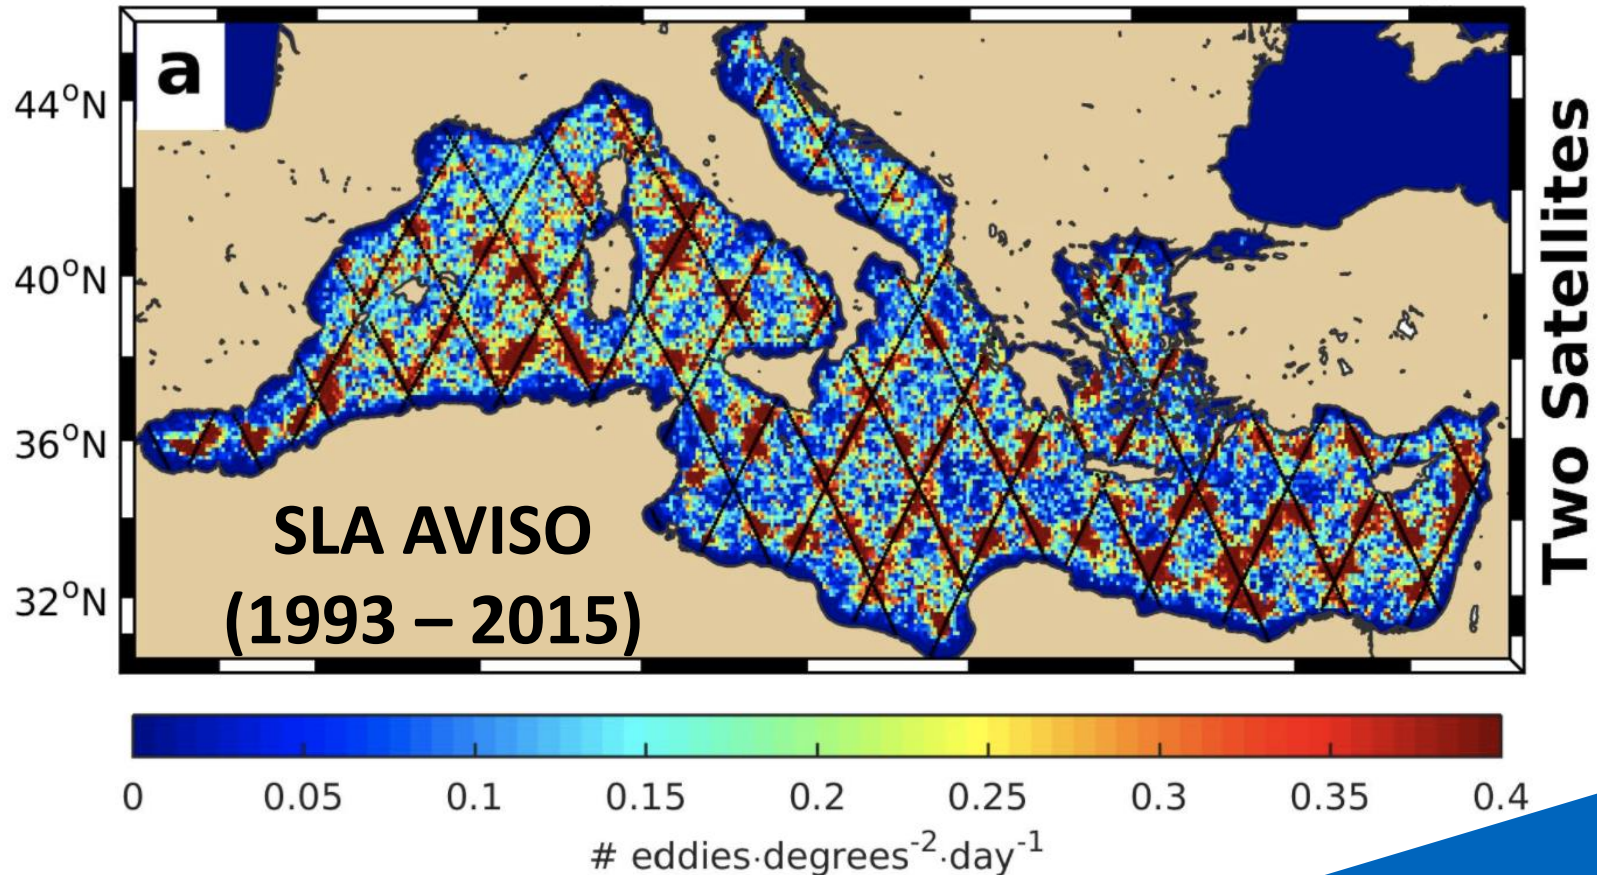 a
44°N
40°N
36°N
32°N
SLA AVISO
(1993 – 2015)
Two Satellites
0 0.05 0.1 0.15 0.2 0.25 0.3 0.35 0.4
# eddies·degrees⁻²·day⁻¹